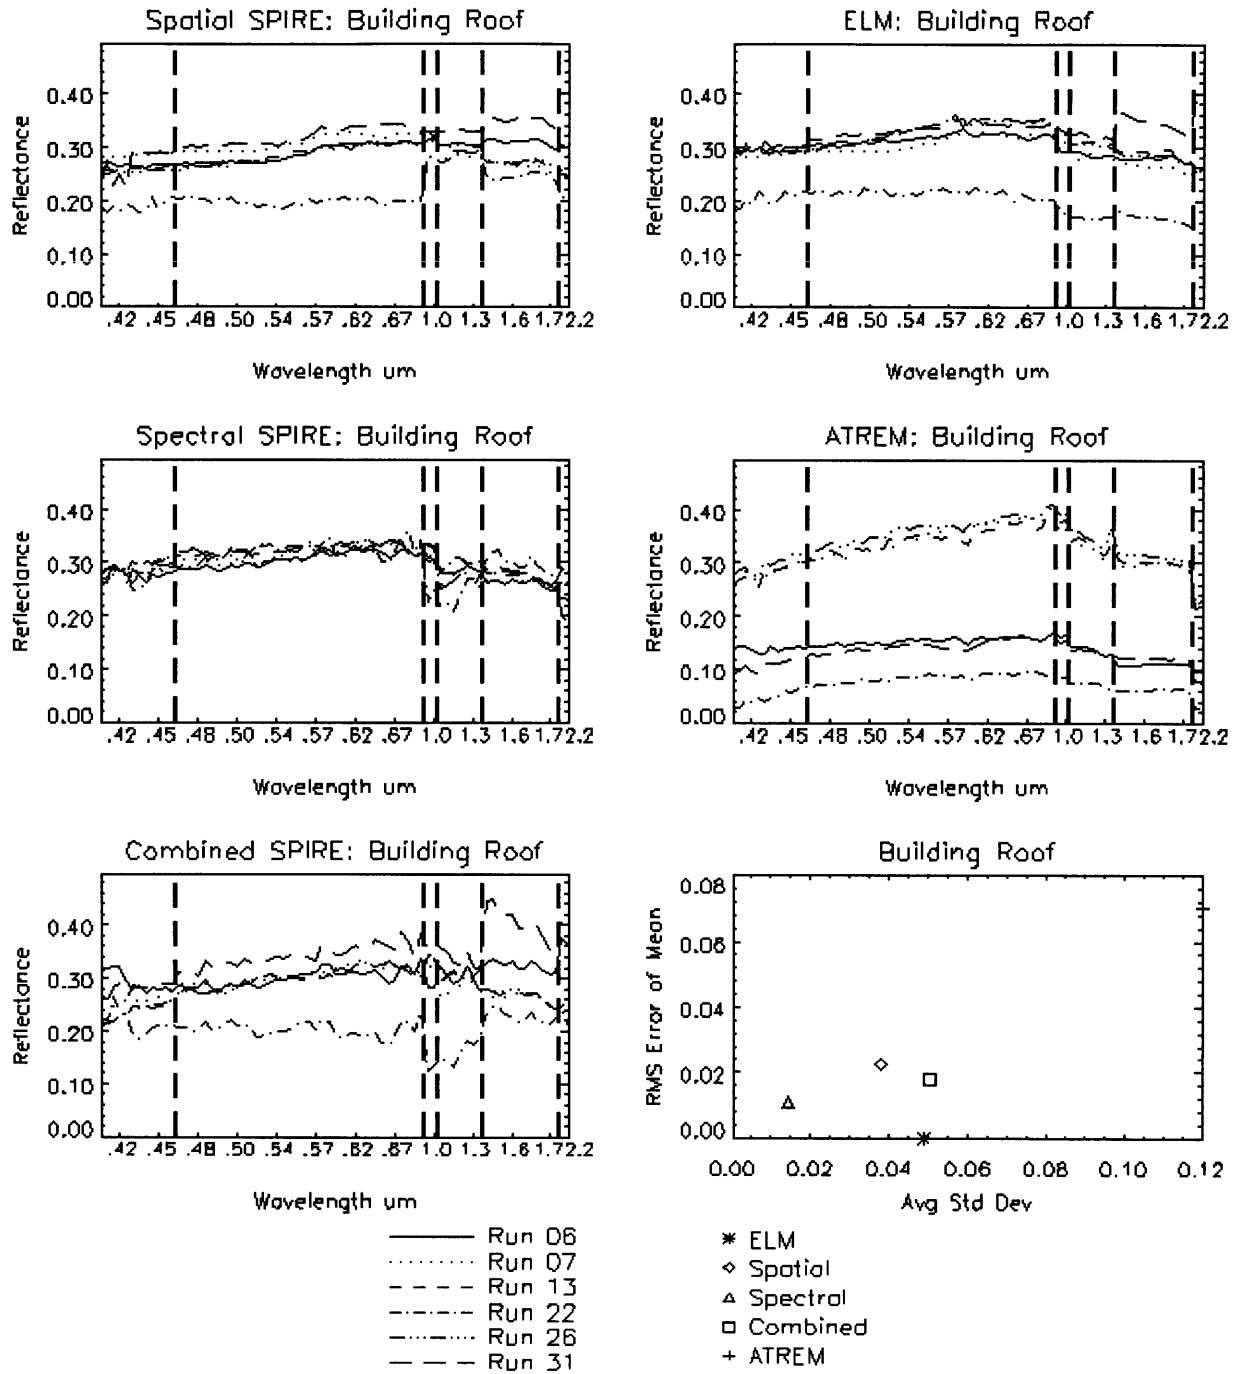 Spatial SPIRE: Building Roof
Reflectance
0.40
0.30
0.20
0.10
0.00
.42 .45 .48 .50 .54 .57 .62 .67 1.0 1.3 1.6 1.72.2
Wavelength um
ELM: Building Roof
Reflectance
0.40
0.30
0.20
0.10
0.00
.42 .45 .48 .50 .54 .57 .62 .67 1.0 1.3 1.6 1.72.2
Wavelength um
Spectral SPIRE: Building Roof
Reflectance
0.40
0.30
0.20
0.10
0.00
.42 .45 .48 .50 .54 .57 .62 .67 1.0 1.3 1.6 1.72.2
Wavelength um
ATREM: Building Roof
Reflectance
0.40
0.30
0.20
0.10
0.00
.42 .45 .48 .50 .54 .57 .62 .67 1.0 1.3 1.6 1.72.2
Wavelength um
Combined SPIRE: Building Roof
Reflectance
0.40
0.30
0.20
0.10
0.00
.42 .45 .48 .50 .54 .57 .62 .67 1.0 1.3 1.6 1.72.2
Wavelength um
Building Roof
RMS Error of Mean
0.08
0.06
0.04
0.02
0.00
0.00 0.02 0.04 0.06 0.08 0.10 0.12
Avg Std Dev
Run 06
Run 07
Run 13
Run 22
Run 26
Run 31
ELM
Spatial
Spectral
Combined
ATREM